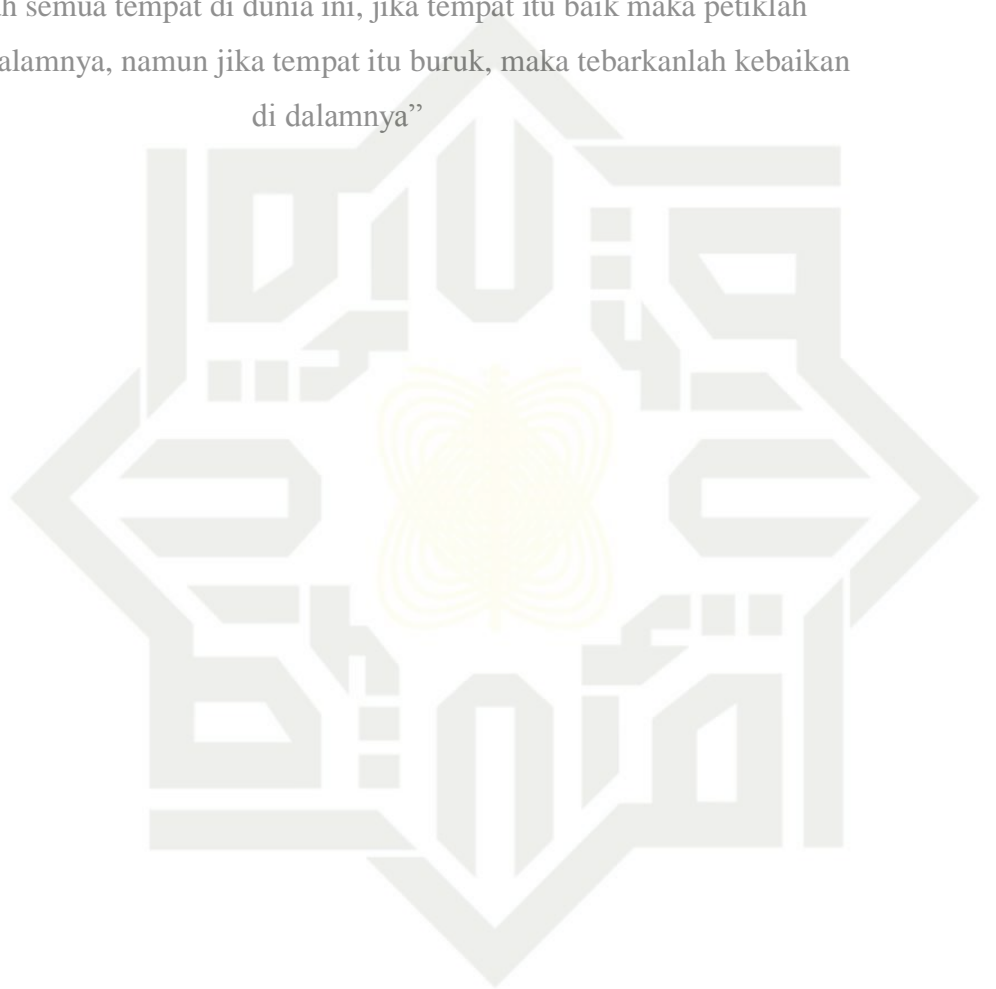 semua tempat di dunia ini, jika tempat itu baik maka petiklah
alamnya, namun jika tempat itu buruk, maka tebarkanlah kebaikan
di dalamnya”